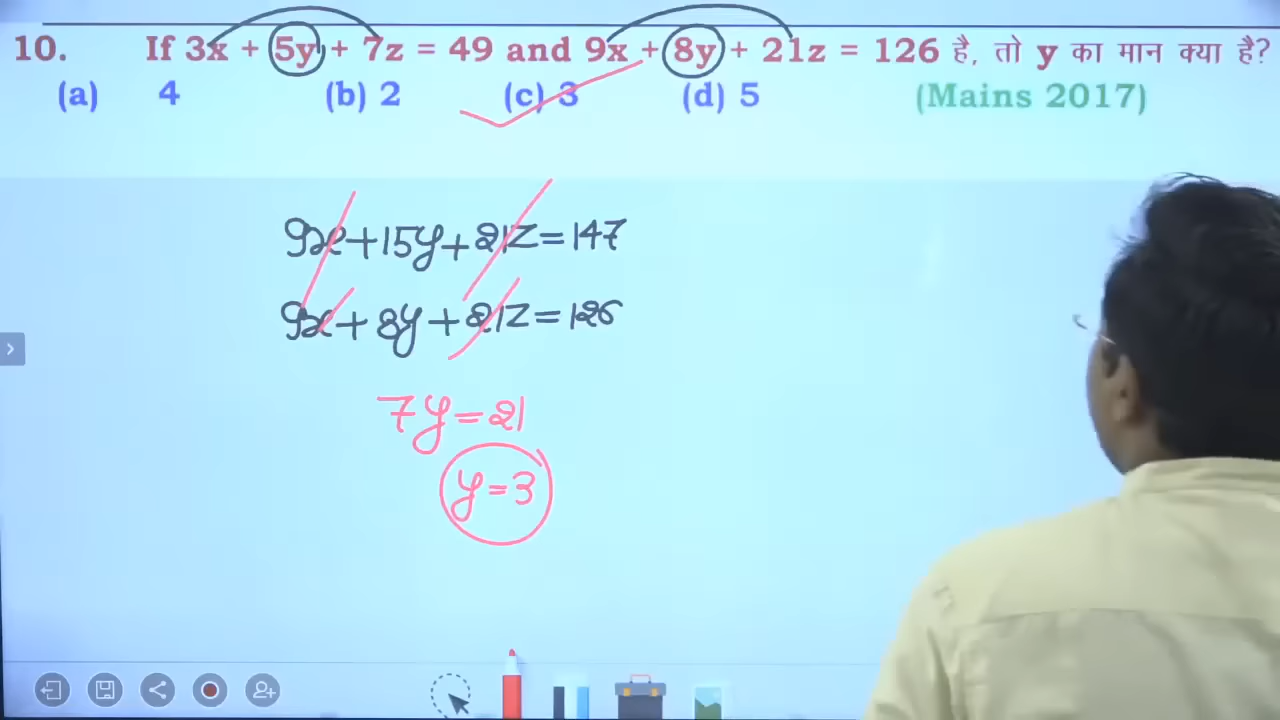 10. If 3x + 5y + 7z = 49 and 9x + 8y + 21z = 126 है, तो y का मान क्या है?
(a) 4 (b) 2 (c) 3 (d) 5 (Mains 2017)
9x+15y+21z=147
9x+8y+21z=126
7y=21
y=3